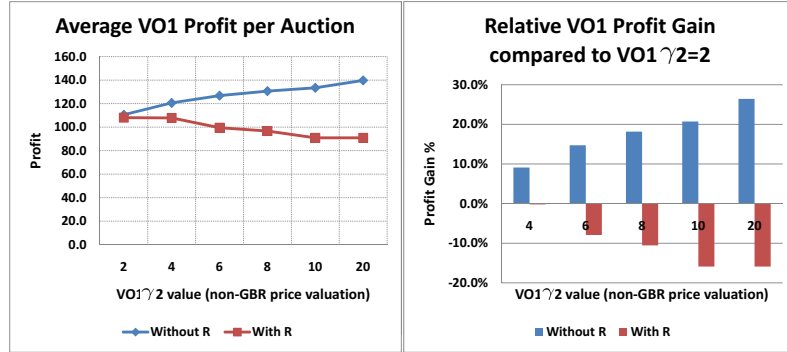 Average VO1 Profit per Auction
160.0
140.0
120.0
100.0
80.0
60.0
40.0
20.0
0.0
Profit
2 4 6 8 10 20
VO1γ2 value (non-GBR price valuation)
Without R With R
Relative VO1 Profit Gain
compared to VO1γ2=2
30.0%
20.0%
10.0%
0.0%
-10.0%
-20.0%
Profit Gain %
4 6 8 10 20
VO1γ2 value (non-GBR price valuation)
Without R With R